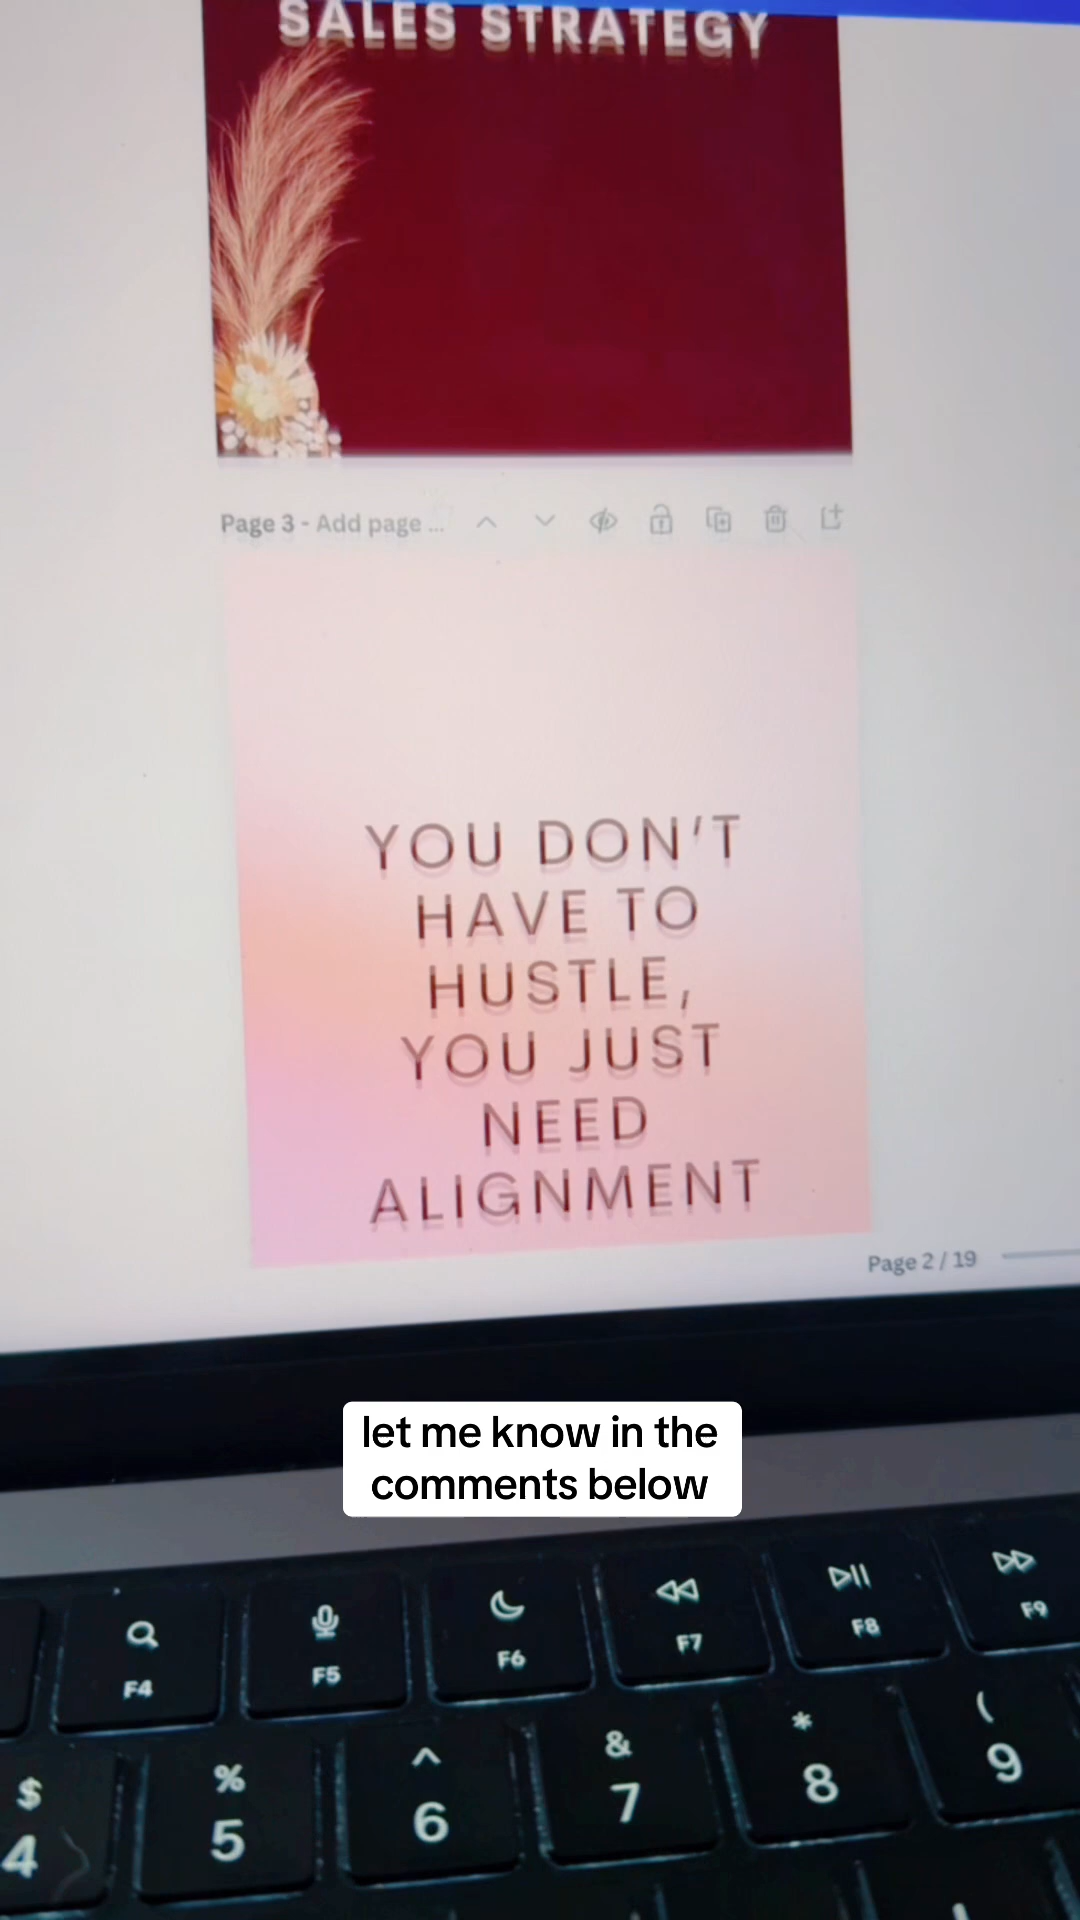 SALES STRATEGY
Page 3 - Add page ...
YOU DON'T
HAVE TO
HUSTLE,
YOU JUST
NEED
ALIGNMENT
Page 2 / 19
let me know in the
comments below
F4
F5
F6
F7
F8
F9
$
%
^
&
*
(
4
5
6
7
8
9